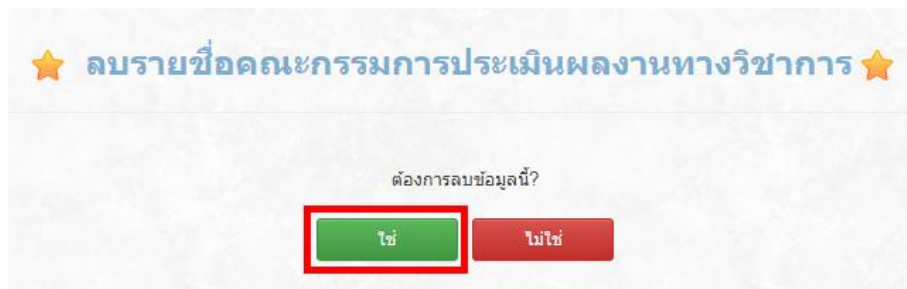 ลบรายชื่อคณะกรรมการประเมินผลงานทางวิชาการ
ต้องการลบข้อมูลนี้?
ใช่ ไม่ใช่